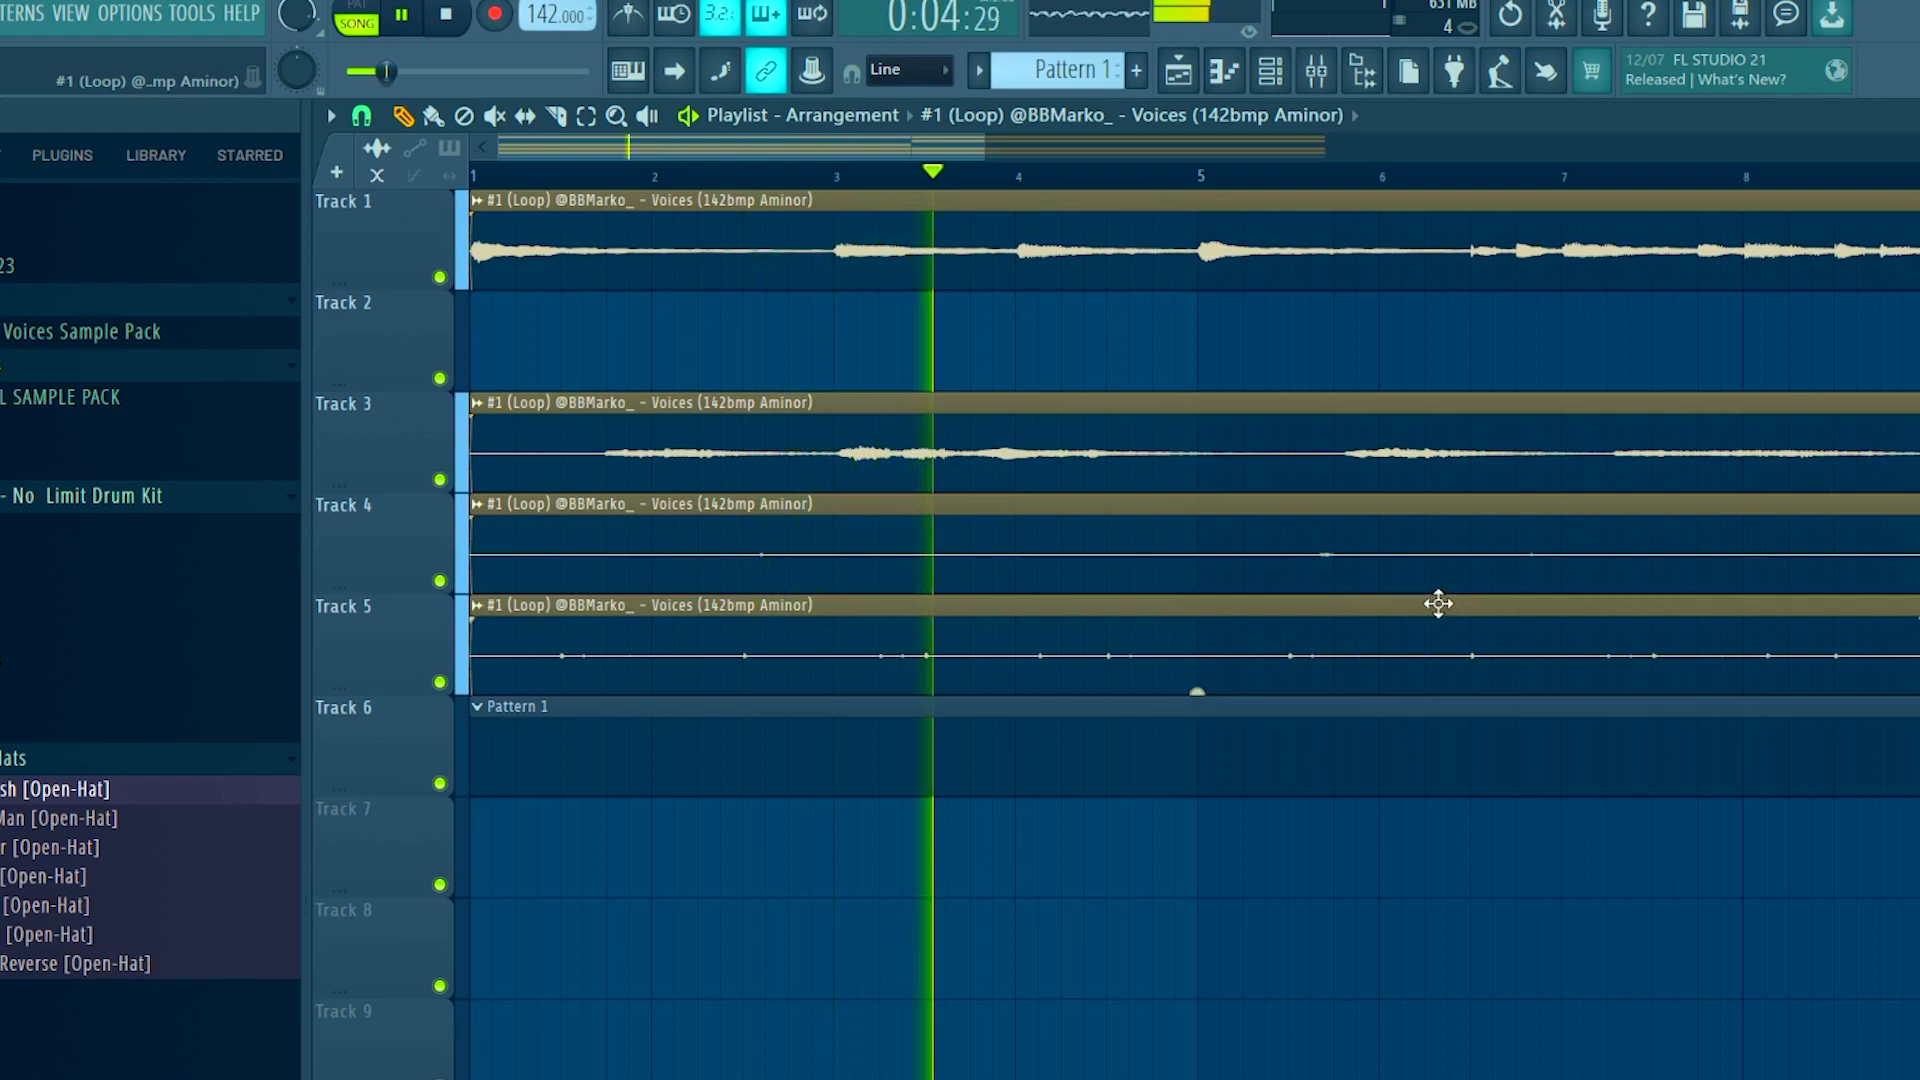 TERNS VIEW OPTIONS TOOLS HELP
PAT
SONG
142.000
3.2.
0:04:29
631 MB
4
#1 (Loop) @..mp Aminor)
Line
Pattern 1
12/07 FL STUDIO 21
Released | What's New?
Playlist - Arrangement
#1 (Loop) @BBMarko_ - Voices (142bmp Aminor)
PLUGINS LIBRARY STARRED
1 2 3 4 5 6 7 8
Track 1
#1 (Loop) @BBMarko_ - Voices (142bmp Aminor)
23
Track 2
Voices Sample Pack
L SAMPLE PACK
Track 3
#1 (Loop) @BBMarko_ - Voices (142bmp Aminor)
- No Limit Drum Kit
Track 4
#1 (Loop) @BBMarko_ - Voices (142bmp Aminor)
Track 5
#1 (Loop) @BBMarko_ - Voices (142bmp Aminor)
Track 6
Pattern 1
Hats
sh [Open-Hat]
Man [Open-Hat]
r [Open-Hat]
[Open-Hat]
[Open-Hat]
[Open-Hat]
Reverse [Open-Hat]
Track 7
Track 8
Track 9